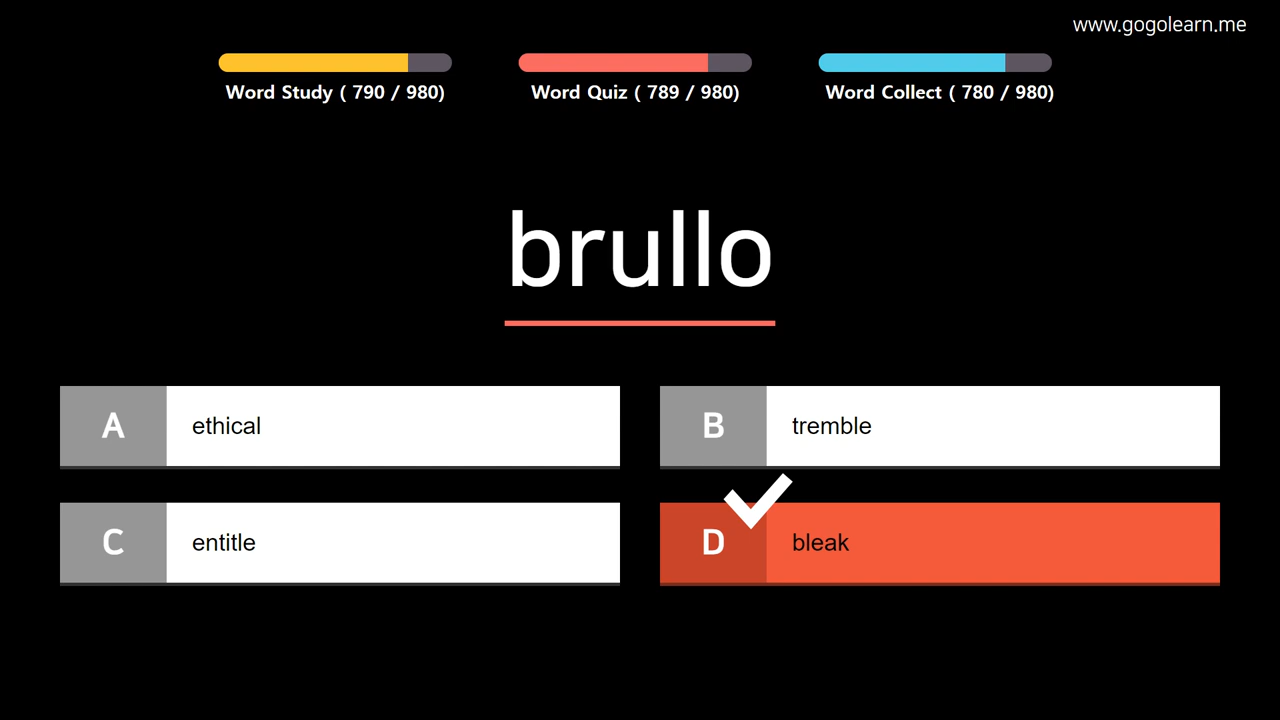 www.gogolearn.me
Word Study ( 790 / 980)
Word Quiz ( 789 / 980)
Word Collect ( 780 / 980)
brullo
A
ethical
B
tremble
C
entitle
D
bleak